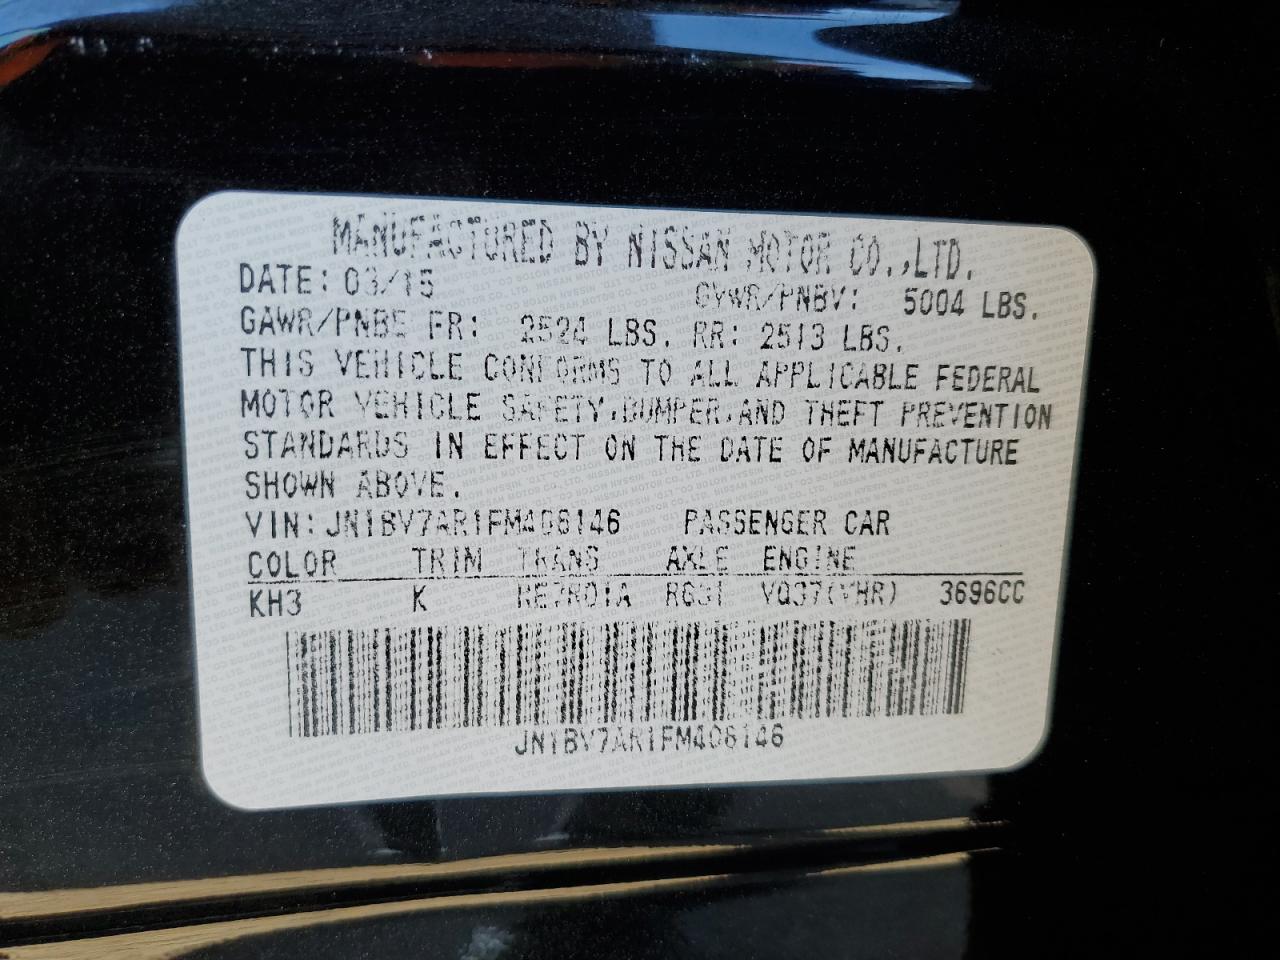 MANUFACTURED BY NISSAN MOTOR CO.,LTD.
DATE: 03/15 GVWR/PNBV: 5004 LBS.
GAWR/PNBE FR: 2524 LBS. RR: 2513 LBS.
THIS VEHICLE CONFORMS TO ALL APPLICABLE FEDERAL
MOTOR VEHICLE SAFETY,BUMPER,AND THEFT PREVENTION
STANDARDS IN EFFECT ON THE DATE OF MANUFACTURE
SHOWN ABOVE.
VIN: JN1BV7AR1FM406146 PASSENGER CAR
COLOR TRIM TRANS AXLE ENGINE
KH3 K RE7R01A RG31 VQ37(VHR) 3696CC
JN1BV7AR1FM406146